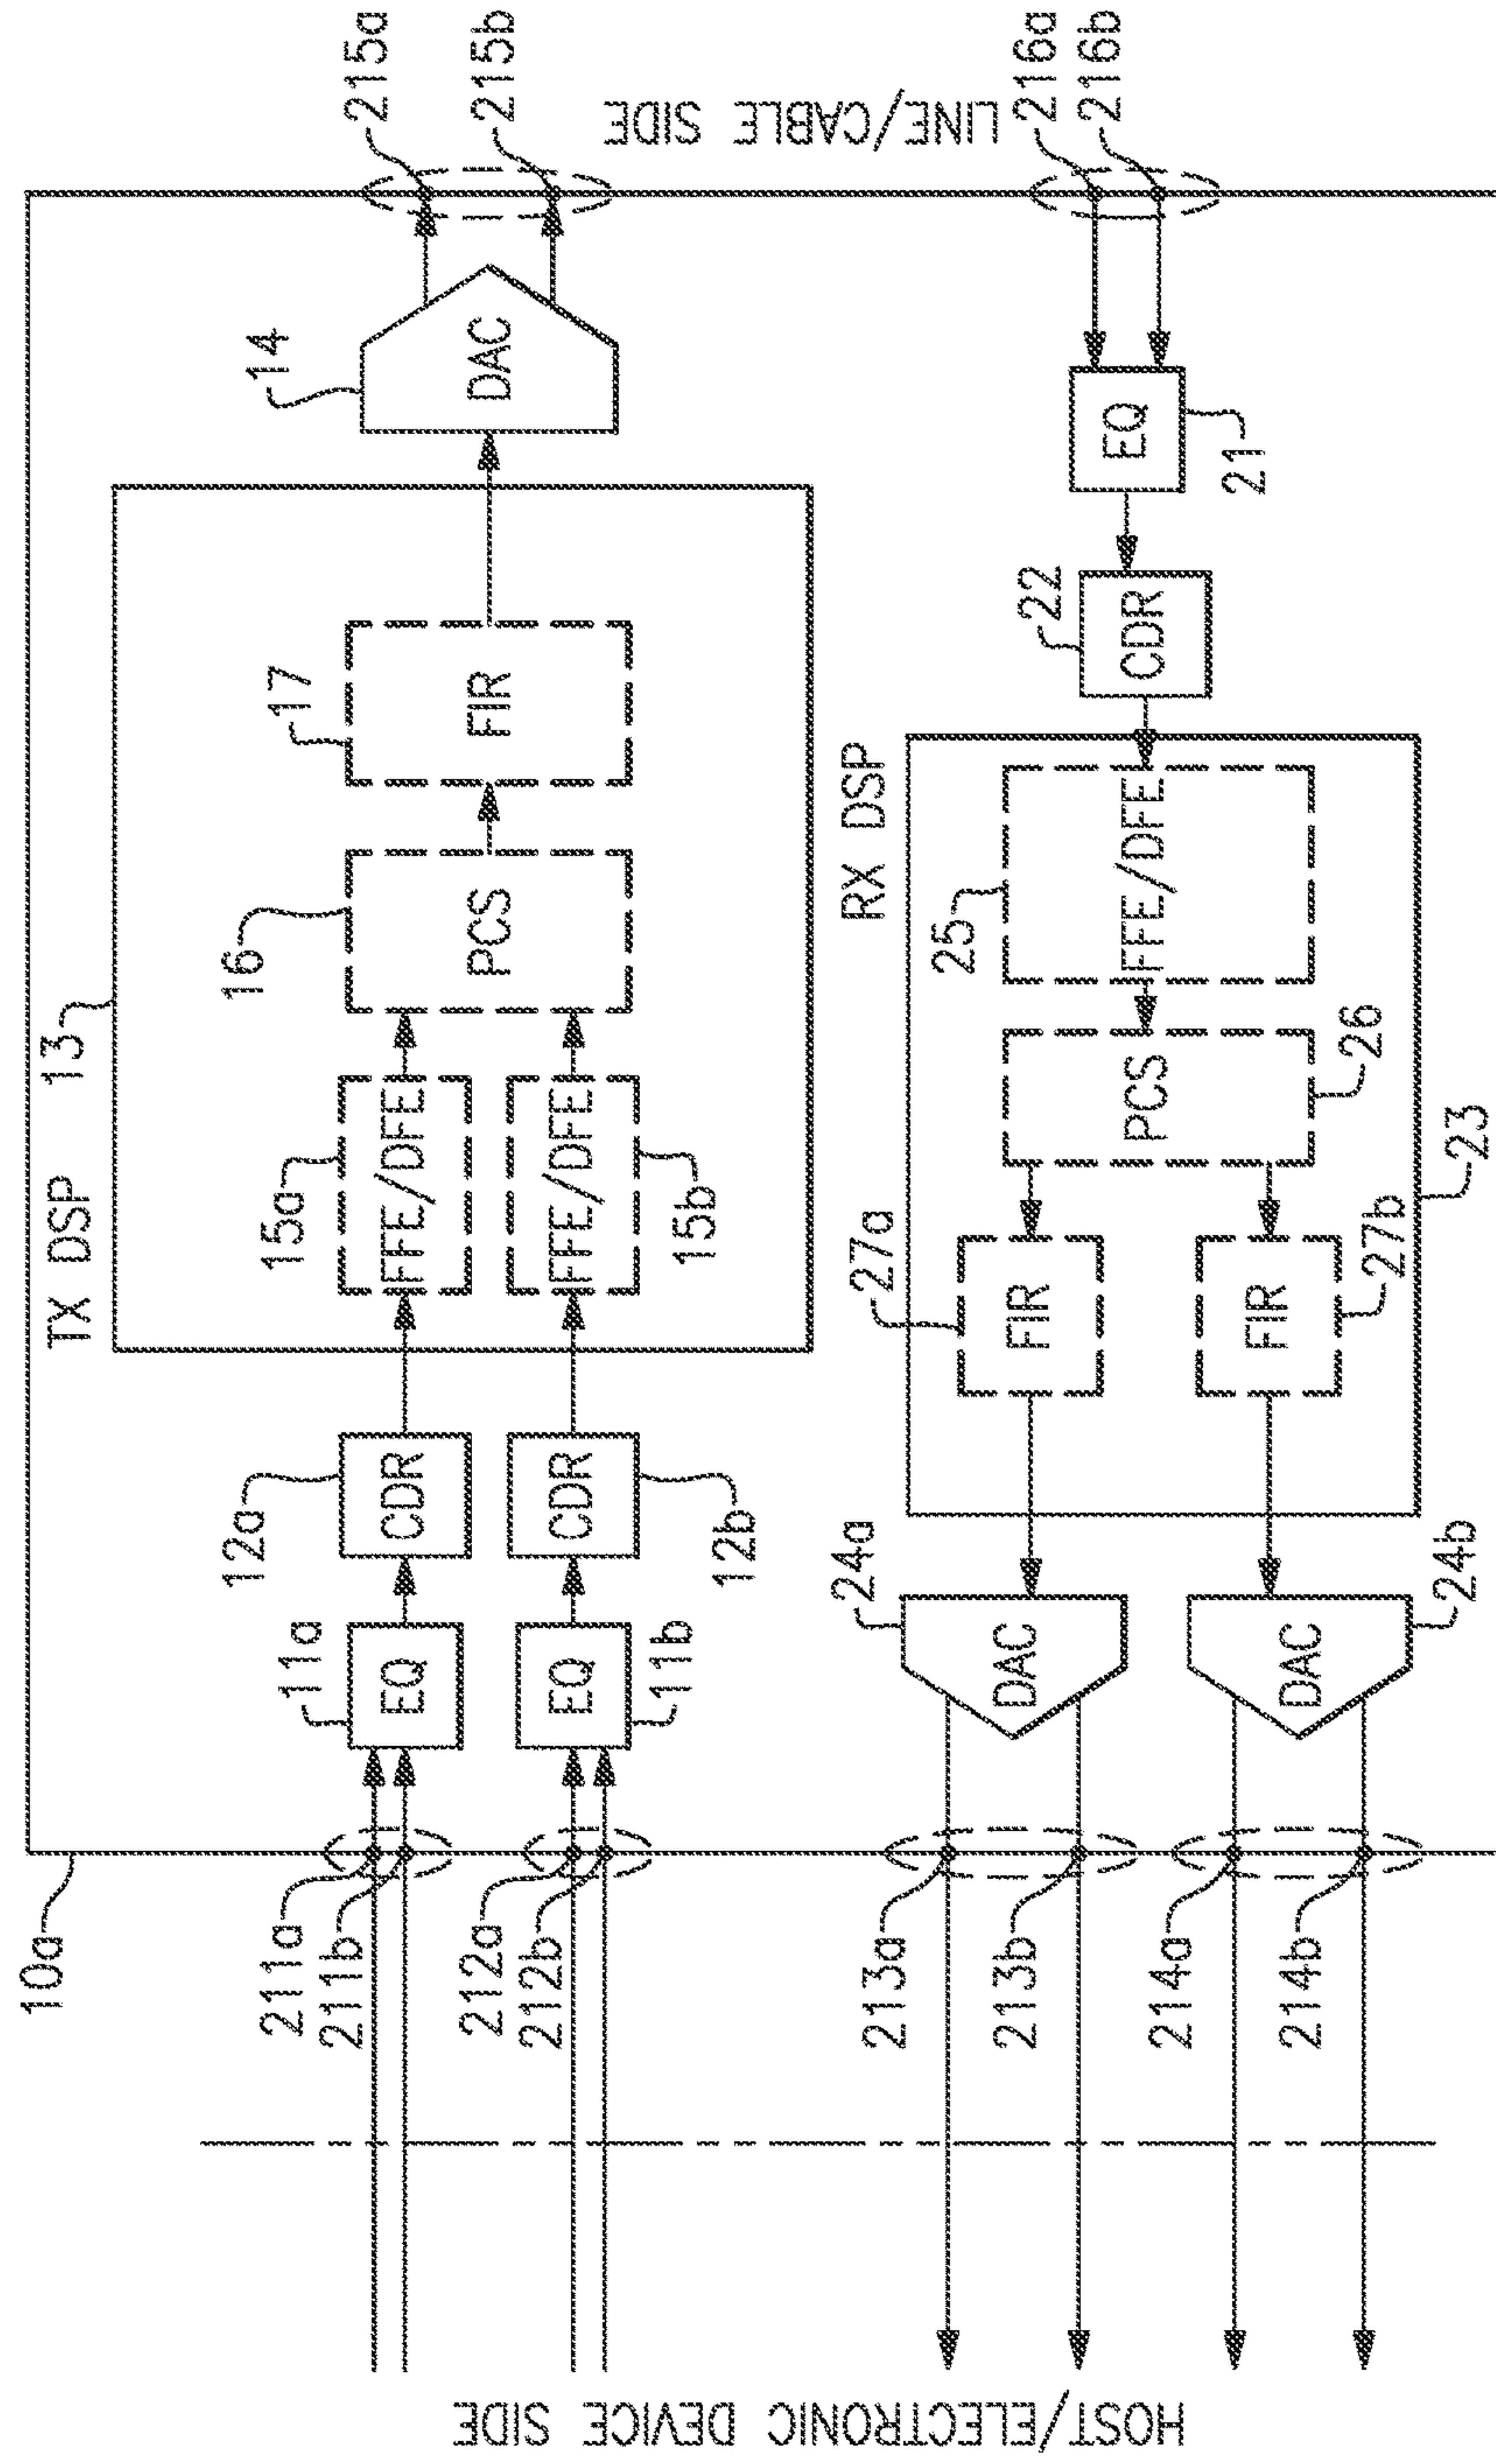 10a
HOST/ELECTRONIC DEVICE SIDE
211a
211b
212a
212b
11a
EQ
EQ
11b
12a
CDR
CDR
12b
TX DSP
13
15a
FFE/DFE
FFE/DFE
15b
16
PCS
17
FIR
14
DAC
215a
215b
LINE/CABLE SIDE
216a
216b
213a
213b
214a
214b
24a
DAC
DAC
24b
RX DSP
27a
FIR
FIR
27b
PCS
26
25
FFE/DFE
23
22
CDR
EQ
21